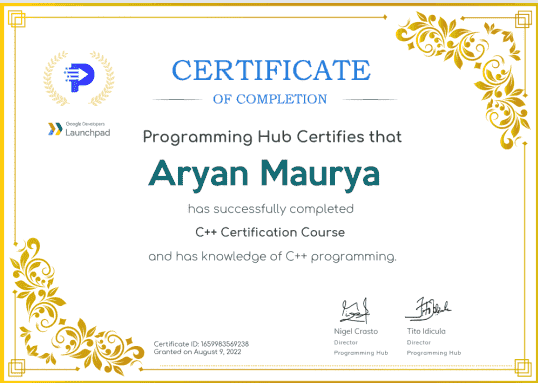 CERTIFICATE
OF COMPLETION
Google Developers
Launchpad
Programming Hub Certifies that
Aryan Maurya
has successfully completed
C++ Certification Course
and has knowledge of C++ programming.
Nigel Crasto
Director
Programming Hub
Tito Idicula
Director
Programming Hub
Certificate ID: 1659983569238
Granted on August 9, 2022